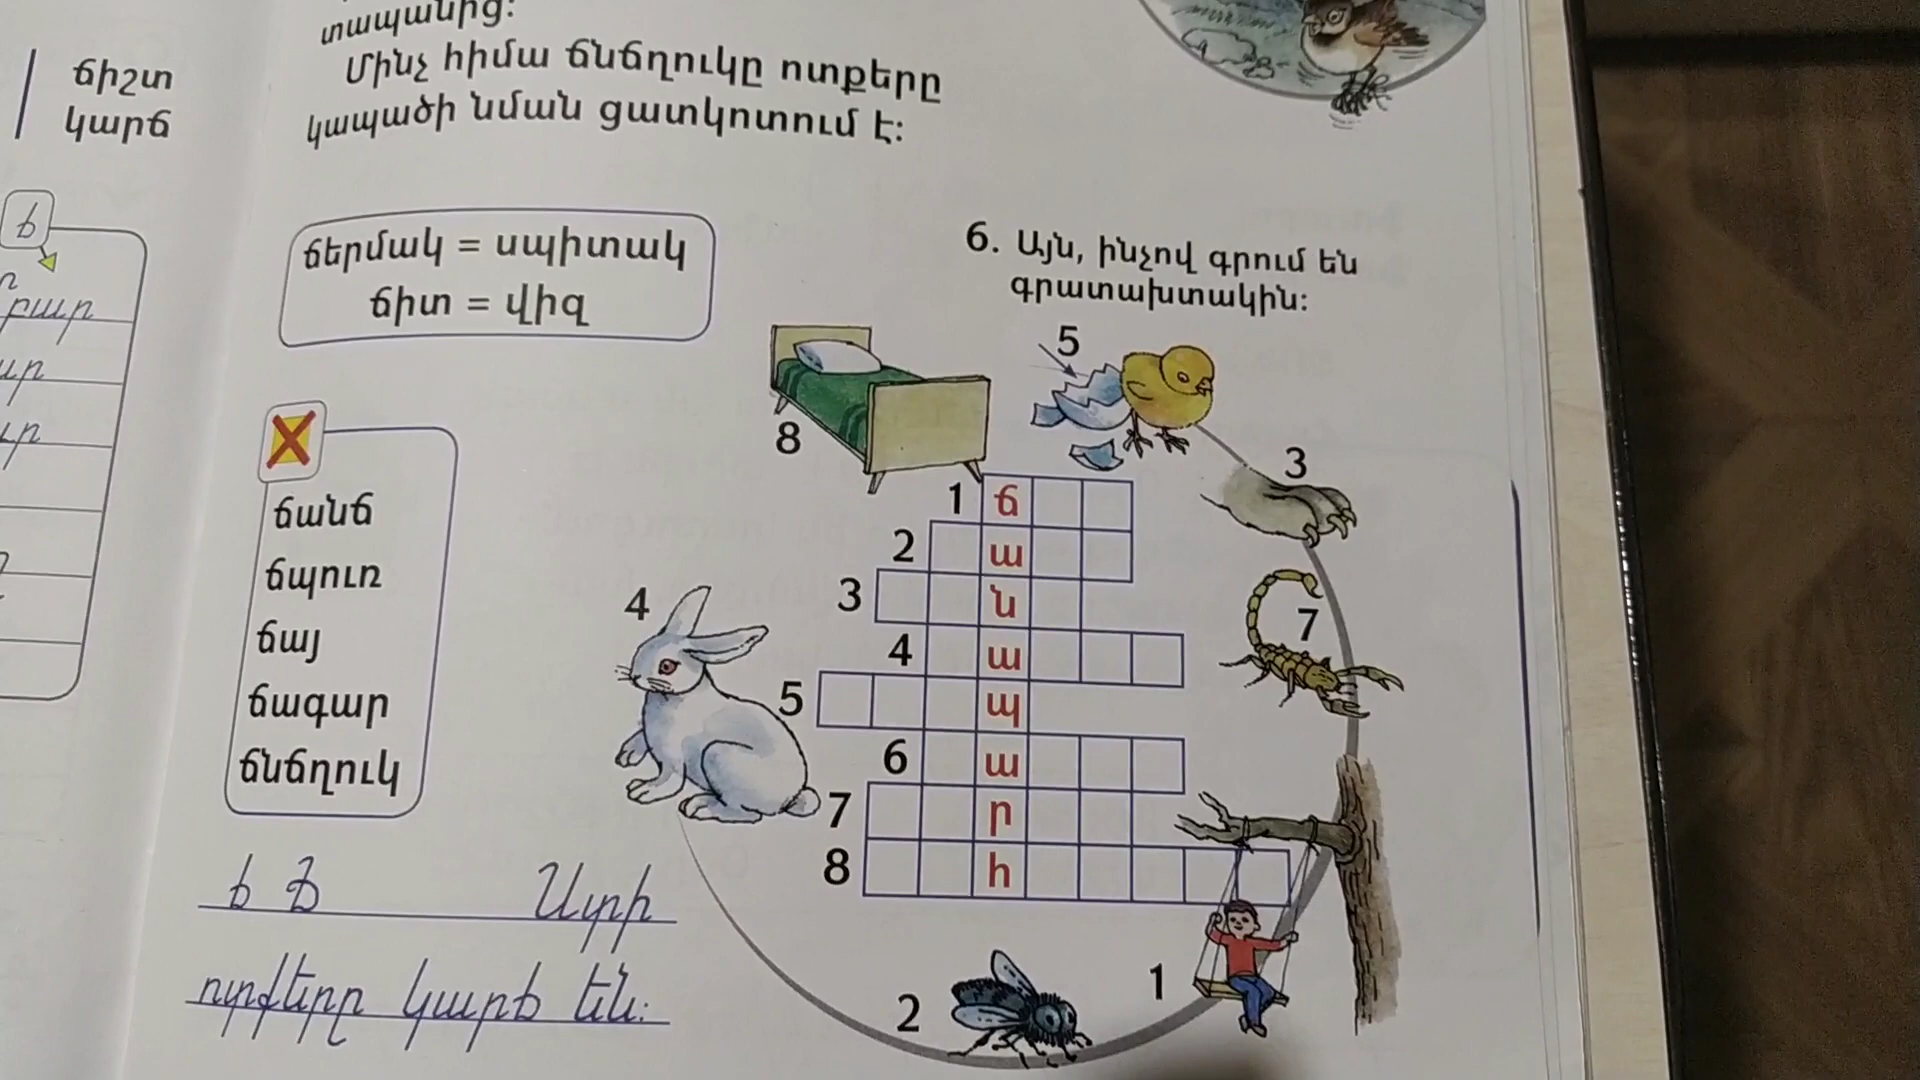 տապանից:
Մինչ հիմա ճնճղուկը ոտքերը
կապածի նման ցատկոտում է:
ճիշտ
կարճ
ճ
բար
ճերմակ = սպիտակ
ճիտ = վիզ
6. Այն, ինչով գրում են
գրատախտակին:
5
8
3
1 ճ
2 ա
3 ն
4 ա
5 պ
6 ա
7 ր
8 հ
4
7
2
1
ճանճ
ճպուռ
ճայ
ճագար
ճնճղուկ
ճ Ճ Ատրի
ոտքերը կարճ են: